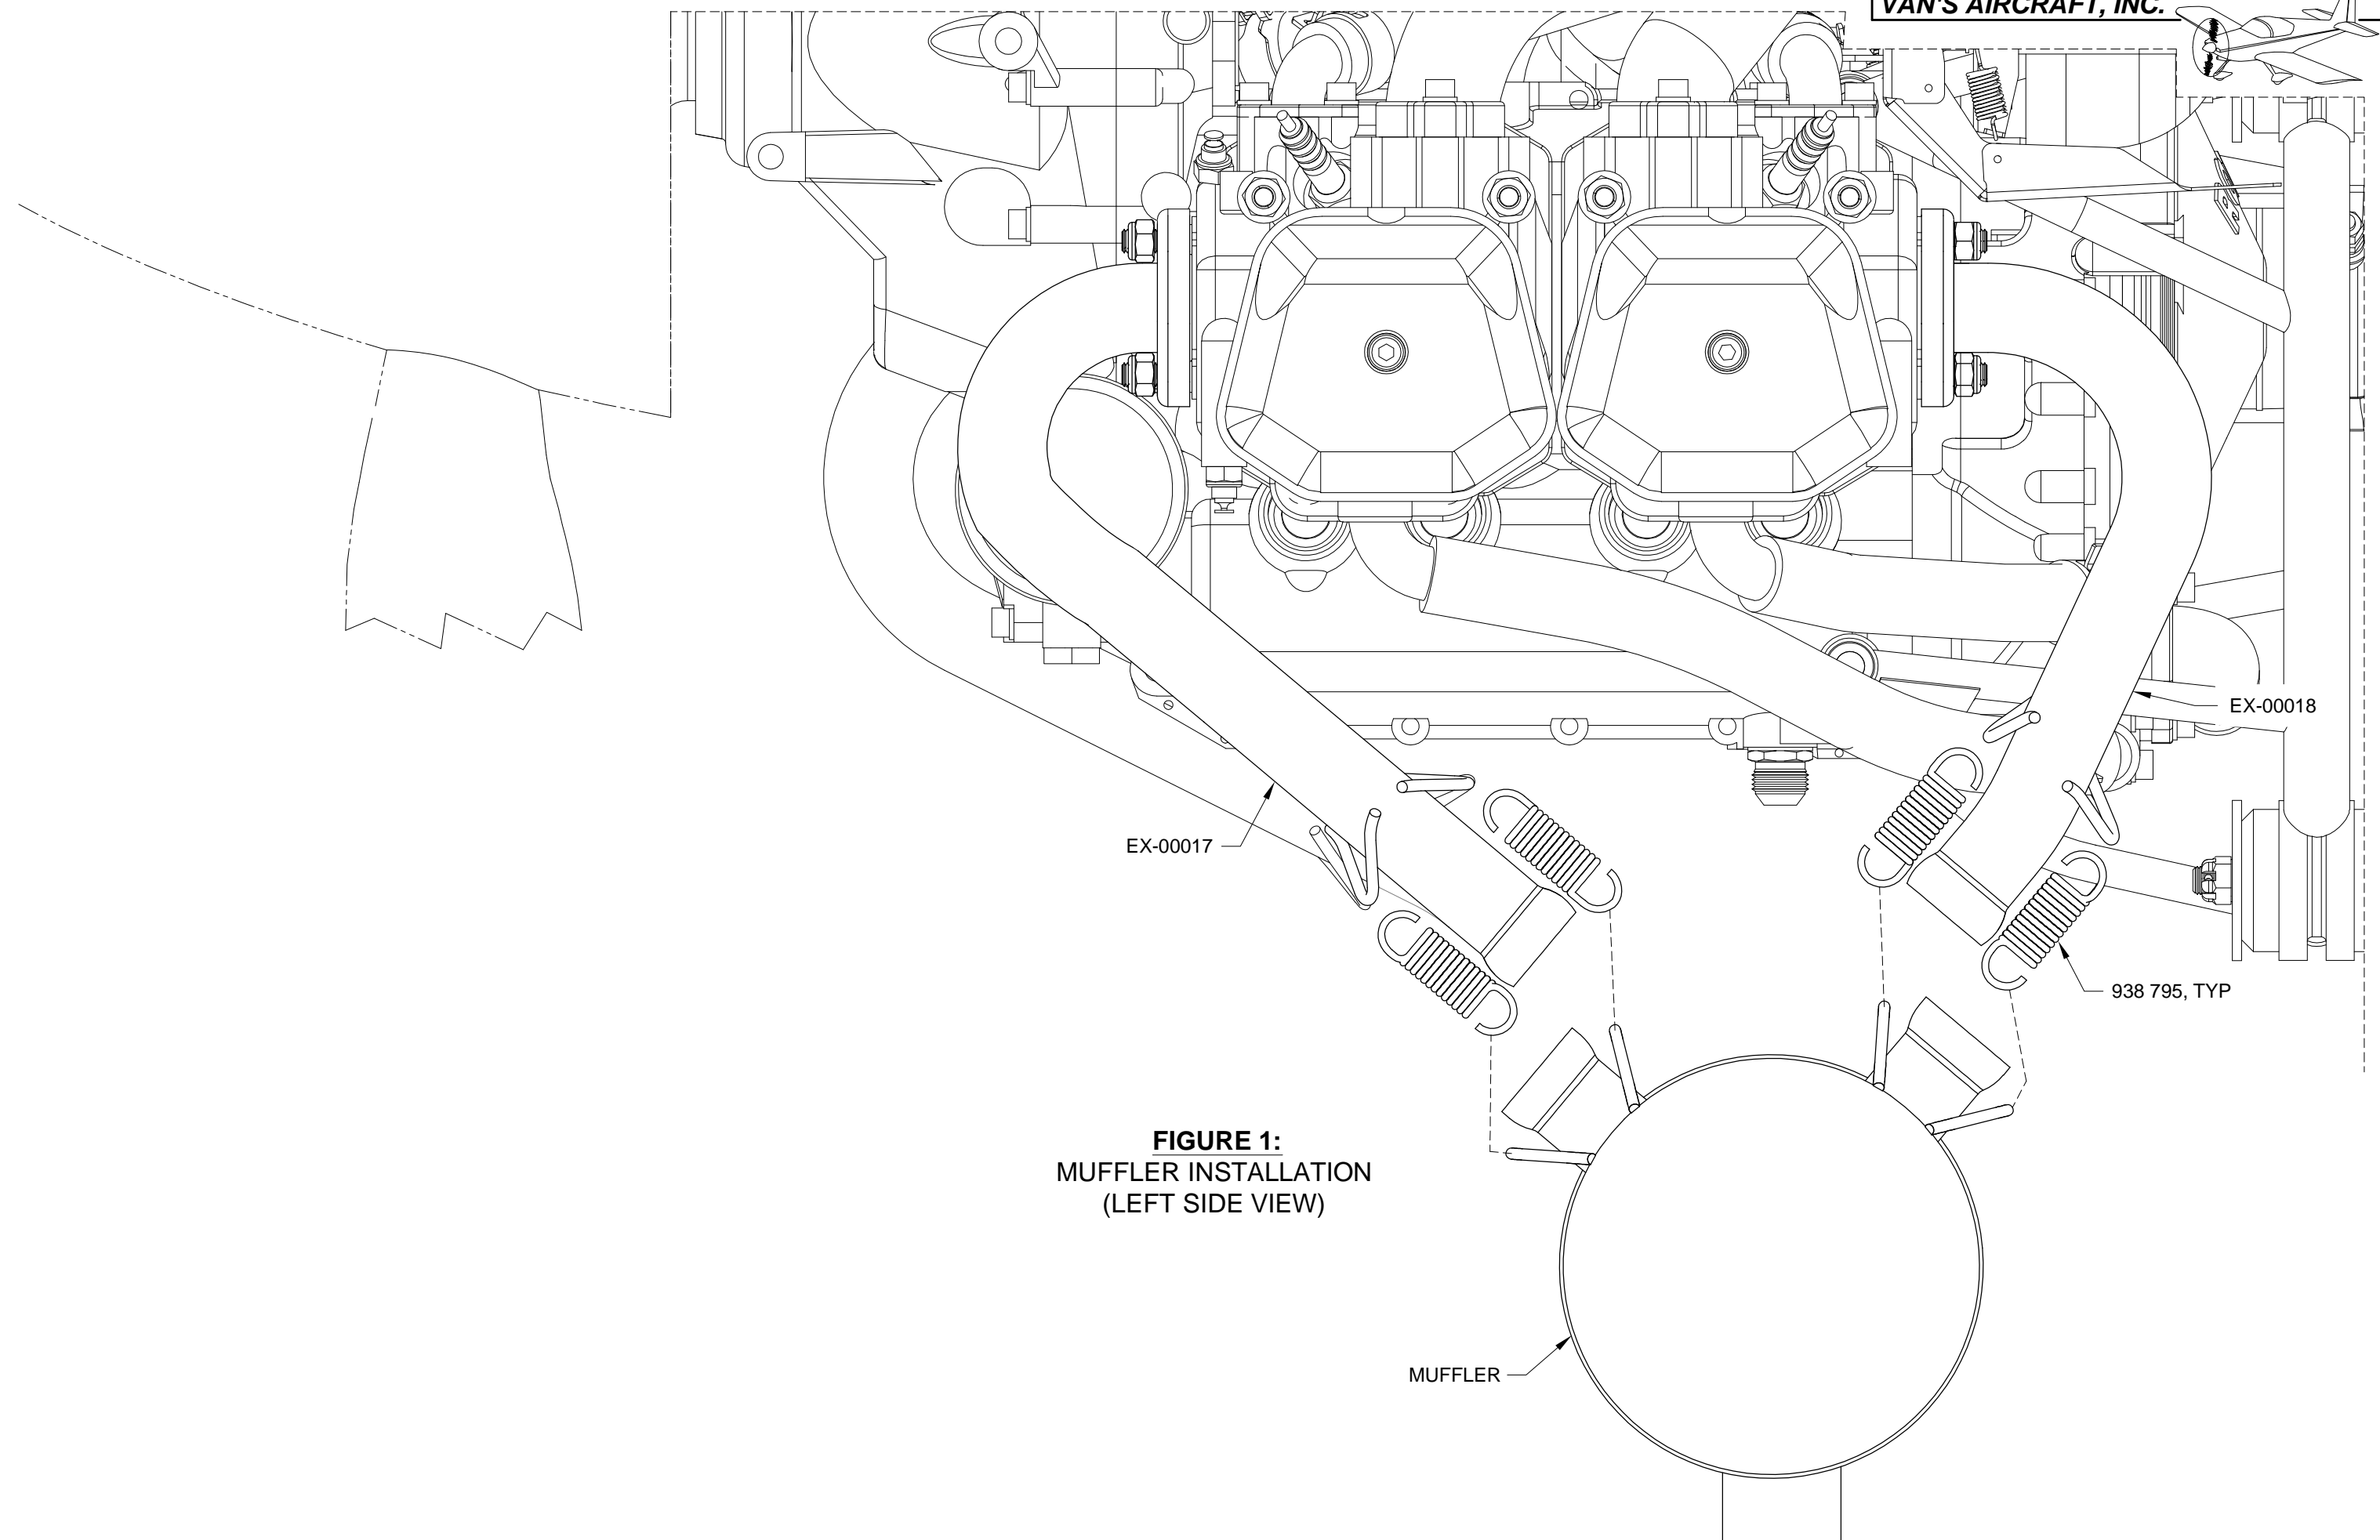 VAN'S AIRCRAFT, INC.
EX-00018
EX-00017
938 795, TYP
FIGURE 1:
MUFFLER INSTALLATION
(LEFT SIDE VIEW)
MUFFLER